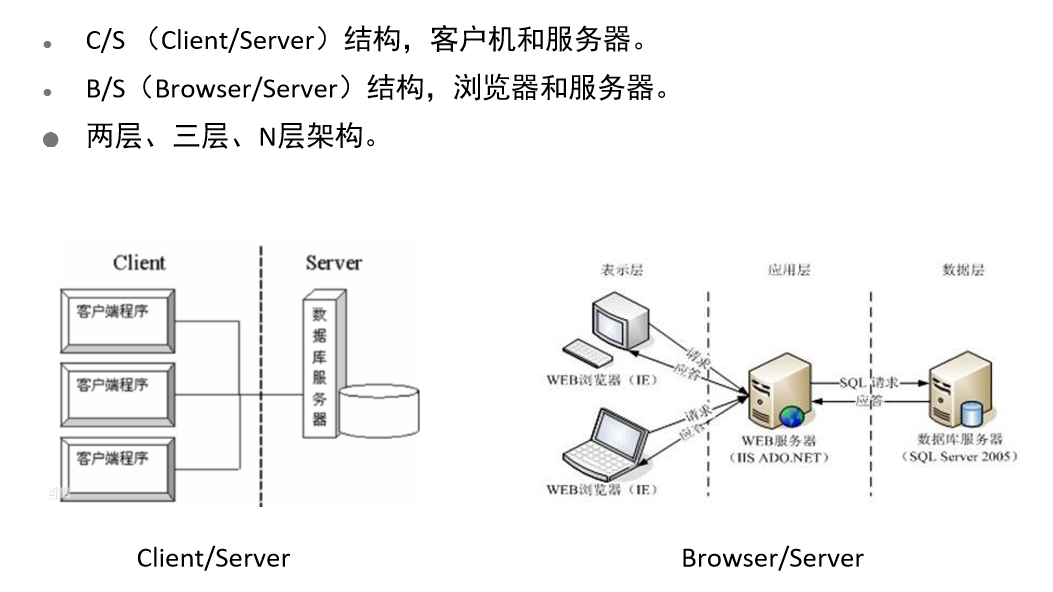 C/S （Client/Server）结构，客户机和服务器。
B/S（Browser/Server）结构，浏览器和服务器。
两层、三层、N层架构。
Client
Server
客户端程序
客户端程序
客户端程序
数据库服务器
表示层
应用层
数据层
请求
应答
WEB浏览器（IE）
请求
应答
WEB浏览器（IE）
WEB服务器
（IIS ADO.NET）
SQL 请求
应答
数据库服务器
（SQL Server 2005）
Client/Server
Browser/Server